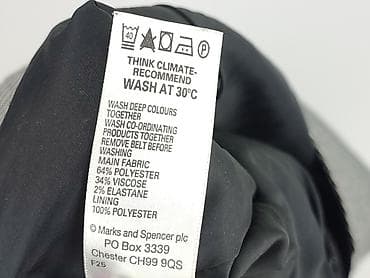 40
P
THINK CLIMATE-
RECOMMEND
WASH AT 30°C
WASH DEEP COLOURS
TOGETHER
WASH CO-ORDINATING
PRODUCTS TOGETHER
REMOVE BELT BEFORE
WASHING
MAIN FABRIC
64% POLYESTER
34% VISCOSE
2% ELASTANE
LINING
100% POLYESTER
© Marks and Spencer plc
PO Box 3339
Chester CH99 9QS
F25